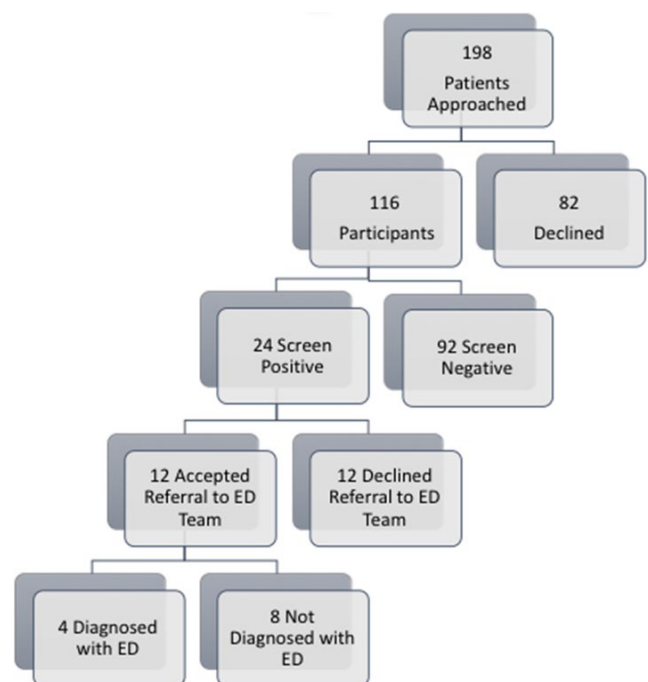 198
Patients
Approached
116
Participants
82
Declined
24 Screen
Positive
92 Screen
Negative
12 Accepted
Referral to ED
Team
12 Declined
Referral to ED
Team
4 Diagnosed
with ED
8 Not
Diagnosed with
ED